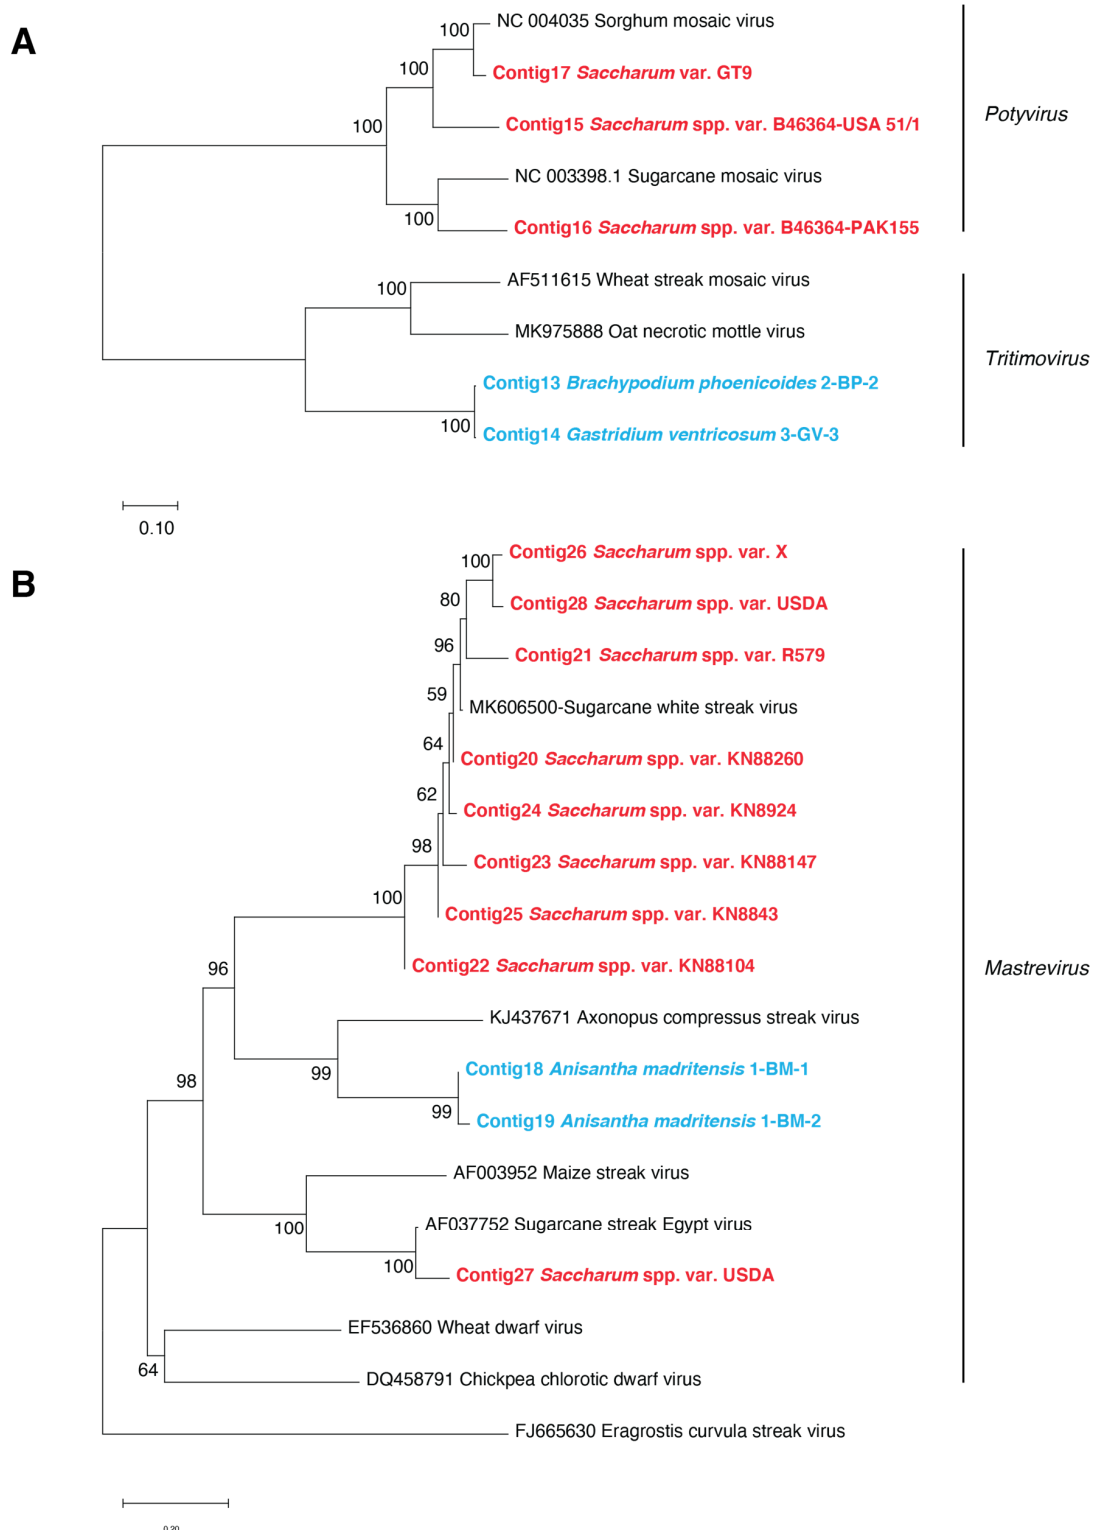 A
NC 004035 Sorghum mosaic virus
100
Contig17 Saccharum var. GT9
100
Contig15 Saccharum spp. var. B46364-USA 51/1
Potyvirus
100
NC 003398.1 Sugarcane mosaic virus
100
Contig16 Saccharum spp. var. B46364-PAK155
AF511615 Wheat streak mosaic virus
100
MK975888 Oat necrotic mottle virus
Tritimovirus
Contig13 Brachypodium phoenicoides 2-BP-2
100
Contig14 Gastridium ventricosum 3-GV-3
0.10
B
Contig26 Saccharum spp. var. X
100
Contig28 Saccharum spp. var. USDA
80
Contig21 Saccharum spp. var. R579
96
MK606500-Sugarcane white streak virus
59
Contig20 Saccharum spp. var. KN88260
64
Contig24 Saccharum spp. var. KN8924
62
Contig23 Saccharum spp. var. KN88147
98
Contig25 Saccharum spp. var. KN8843
100
Contig22 Saccharum spp. var. KN88104
Mastrevirus
96
KJ437671 Axonopus compressus streak virus
99
Contig18 Anisantha madritensis 1-BM-1
99
Contig19 Anisantha madritensis 1-BM-2
98
AF003952 Maize streak virus
100
AF037752 Sugarcane streak Egypt virus
100
Contig27 Saccharum spp. var. USDA
EF536860 Wheat dwarf virus
64
DQ458791 Chickpea chlorotic dwarf virus
FJ665630 Eragrostis curvula streak virus
0.20